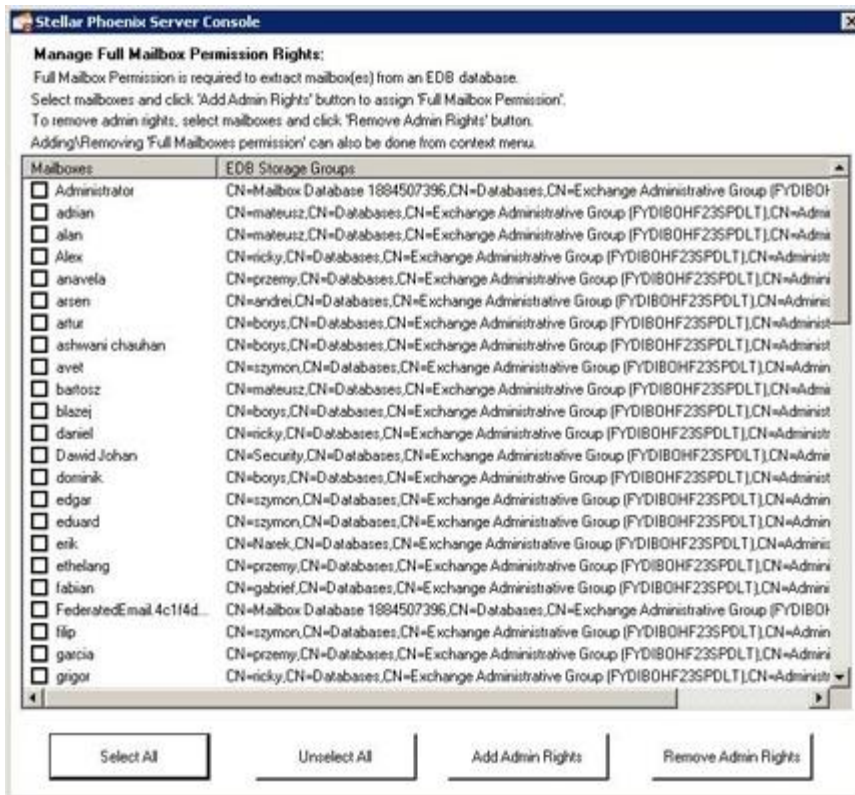 Stellar Phoenix Server Console
Manage Full Mailbox Permission Rights:
Full Mailbox Permission is required to extract mailbox(es) from an EDB database.
Select mailboxes and click 'Add Admin Rights' button to assign 'Full Mailbox Permission'.
To remove admin rights, select mailboxes and click 'Remove Admin Rights' button.
Adding\Removing 'Full Mailboxes permission' can also be done from context menu.
Mailboxes EDB Storage Groups
Administrator CN=Mailbox Database 1884507396,CN=Databases,CN=Exchange Administrative Group (FYDIBOH
adrian CN=mateusz,CN=Databases,CN=Exchange Administrative Group (FYDIBOHF23SPDLT),CN=Admini
alan CN=mateusz,CN=Databases,CN=Exchange Administrative Group (FYDIBOHF23SPDLT),CN=Admini
Alex CN=ricky,CN=Databases,CN=Exchange Administrative Group (FYDIBOHF23SPDLT),CN=Administr
anavela CN=przemy,CN=Databases,CN=Exchange Administrative Group (FYDIBOHF23SPDLT),CN=Admini
arsen CN=andrei,CN=Databases,CN=Exchange Administrative Group (FYDIBOHF23SPDLT),CN=Adminis
artur CN=borys,CN=Databases,CN=Exchange Administrative Group (FYDIBOHF23SPDLT),CN=Administ
ashwani chauhan CN=borys,CN=Databases,CN=Exchange Administrative Group (FYDIBOHF23SPDLT),CN=Administ
avet CN=szymon,CN=Databases,CN=Exchange Administrative Group (FYDIBOHF23SPDLT),CN=Admin
bartosz CN=mateusz,CN=Databases,CN=Exchange Administrative Group (FYDIBOHF23SPDLT),CN=Admini
blazej CN=borys,CN=Databases,CN=Exchange Administrative Group (FYDIBOHF23SPDLT),CN=Administ
daniel CN=ricky,CN=Databases,CN=Exchange Administrative Group (FYDIBOHF23SPDLT),CN=Administr
Dawid Johan CN=Security,CN=Databases,CN=Exchange Administrative Group (FYDIBOHF23SPDLT),CN=Admini
dominik CN=borys,CN=Databases,CN=Exchange Administrative Group (FYDIBOHF23SPDLT),CN=Administ
edgar CN=szymon,CN=Databases,CN=Exchange Administrative Group (FYDIBOHF23SPDLT),CN=Admin
eduard CN=szymon,CN=Databases,CN=Exchange Administrative Group (FYDIBOHF23SPDLT),CN=Admin
erik CN=Narek,CN=Databases,CN=Exchange Administrative Group (FYDIBOHF23SPDLT),CN=Adminis
ethelang CN=przemy,CN=Databases,CN=Exchange Administrative Group (FYDIBOHF23SPDLT),CN=Admini
fabian CN=gabrief,CN=Databases,CN=Exchange Administrative Group (FYDIBOHF23SPDLT),CN=Admini
FederatedEmail.4c1f4d... CN=Mailbox Database 1884507396,CN=Databases,CN=Exchange Administrative Group (FYDIBOH
filip CN=szymon,CN=Databases,CN=Exchange Administrative Group (FYDIBOHF23SPDLT),CN=Admin
garcia CN=przemy,CN=Databases,CN=Exchange Administrative Group (FYDIBOHF23SPDLT),CN=Admini
grigor CN=ricky,CN=Databases,CN=Exchange Administrative Group (FYDIBOHF23SPDLT),CN=Administr
Select All Unselect All Add Admin Rights Remove Admin Rights